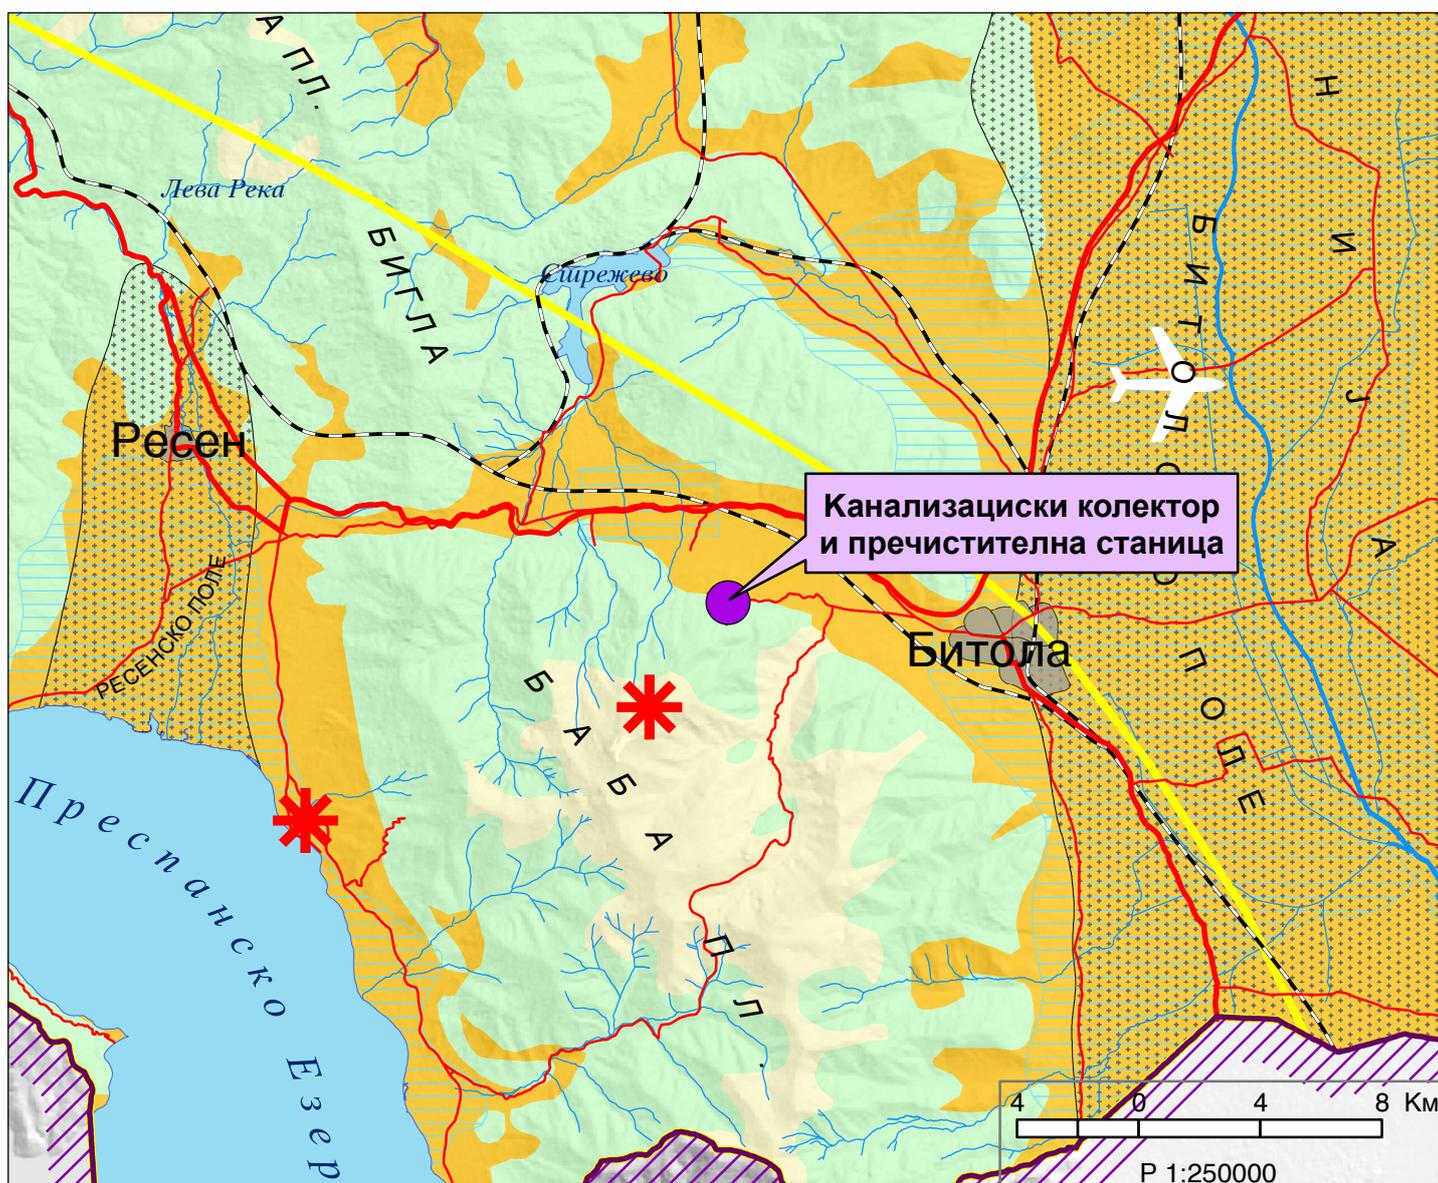 А ПЛ.
Лева Река
БИГЛА
Стрежево
Н И Ј А
БИТОЛСКО ПОЛЕ
Ресен
Канализациски колектор
и пречистителна станица
РЕСЕНСКО ПОЛЕ
Битола
БАБА ПЛ.
Преспанско Езер
4 0 4 8 Км
Р 1:250000